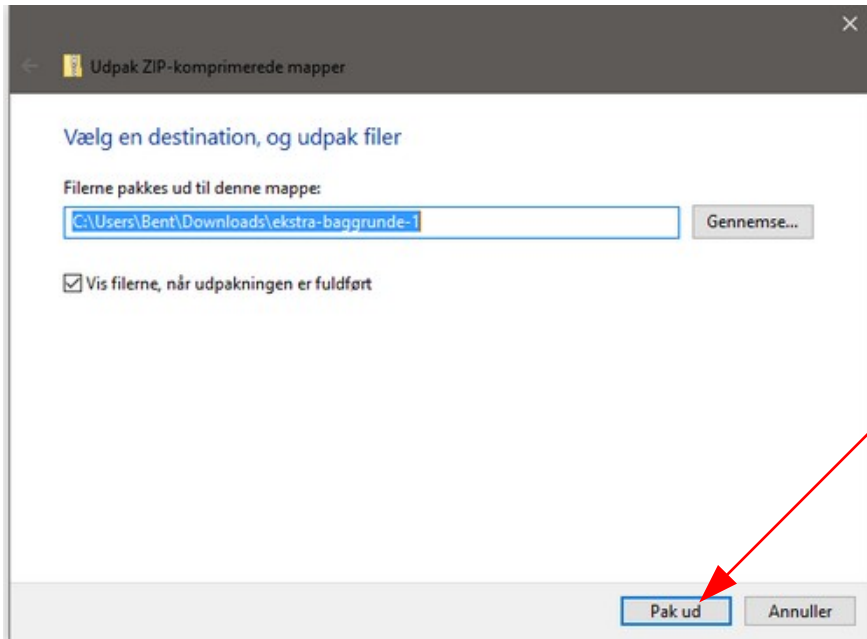 Udpak ZIP-komprimerede mapper
Vælg en destination, og udpak filer
Filerne pakkes ud til denne mappe:
C:\Users\Bent\Downloads\ekstra-baggrunde-1
Gennemse...
Vis filerne, når udpakningen er fuldført
Pak ud
Annuller